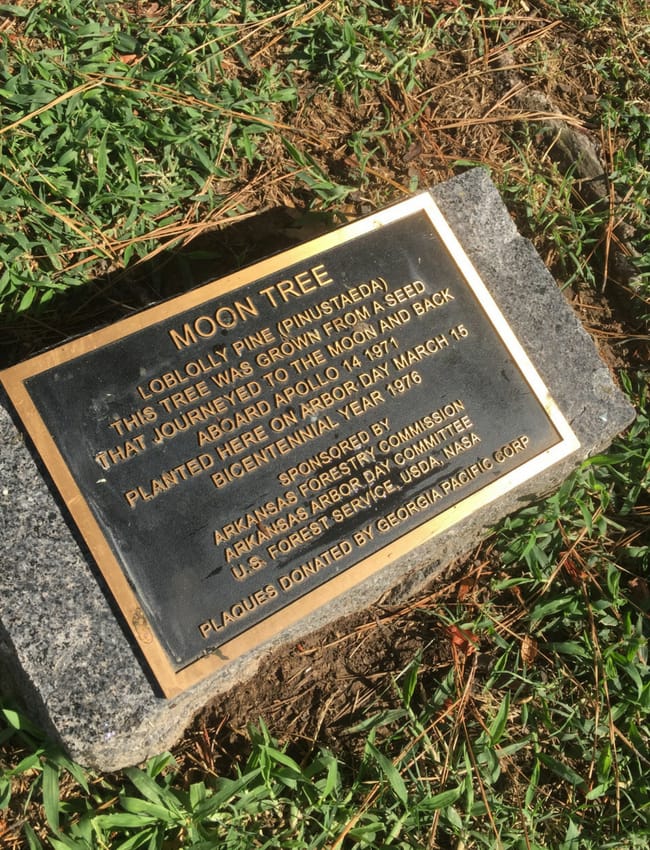 MOON TREE
LOBLOLLY PINE (PINUSTAEDA)
THIS TREE WAS GROWN FROM A SEED
THAT JOURNEYED TO THE MOON AND BACK
ABOARD APOLLO 14 1971
PLANTED HERE ON ARBOR DAY MARCH 15
BICENTENNIAL YEAR 1976
SPONSORED BY
ARKANSAS FORESTRY COMMISSION
ARKANSAS ARBOR DAY COMMITTEE
U.S. FOREST SERVICE, USDA, NASA
PLAQUES DONATED BY GEORGIA PACIFIC CORP